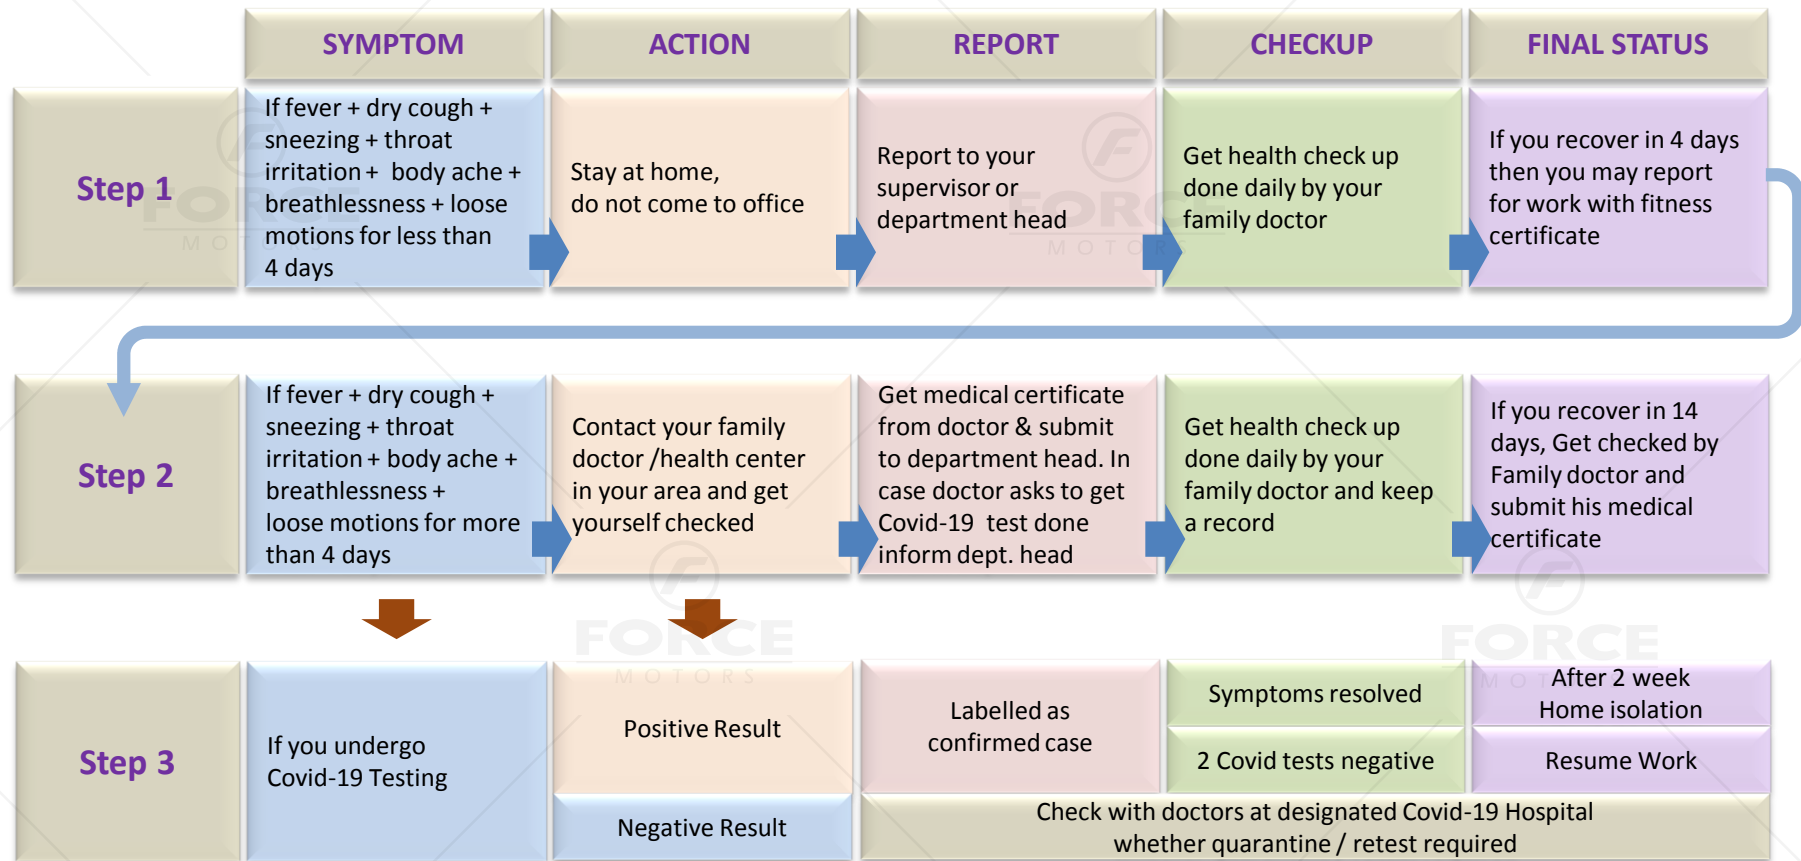 SYMPTOM
ACTION
REPORT
CHECKUP
FINAL STATUS
Step 1
If fever + dry cough +
sneezing + throat
irritation + body ache +
breathlessness + loose
motions for less than
4 days
Stay at home,
do not come to office
Report to your
supervisor or
department head
Get health check up
done daily by your
family doctor
If you recover in 4 days
then you may report
for work with fitness
certificate
Step 2
If fever + dry cough +
sneezing + throat
irritation + body ache +
breathlessness +
loose motions for more
than 4 days
Contact your family
doctor /health center
in your area and get
yourself checked
Get medical certificate
from doctor & submit
to department head. In
case doctor asks to get
Covid-19 test done
inform dept. head
Get health check up
done daily by your
family doctor and keep
a record
If you recover in 14
days, Get checked by
Family doctor and
submit his medical
certificate
Step 3
If you undergo
Covid-19 Testing
Positive Result
Negative Result
Labelled as
confirmed case
Symptoms resolved
2 Covid tests negative
After 2 week
Home isolation
Resume Work
Check with doctors at designated Covid-19 Hospital
whether quarantine / retest required
FORCE
MOTORS
FORCE
MOTORS
FORCE
MOTORS
FORCE
MOTORS